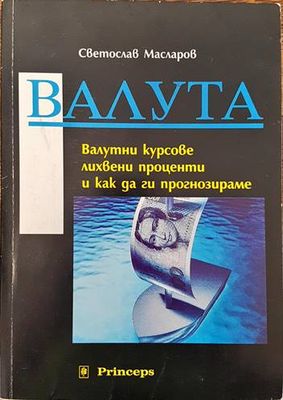 Светослав Масларов
ВАЛУТА
Валутни курсове
лихвени проценти
и как да ги прогнозираме
Princeps